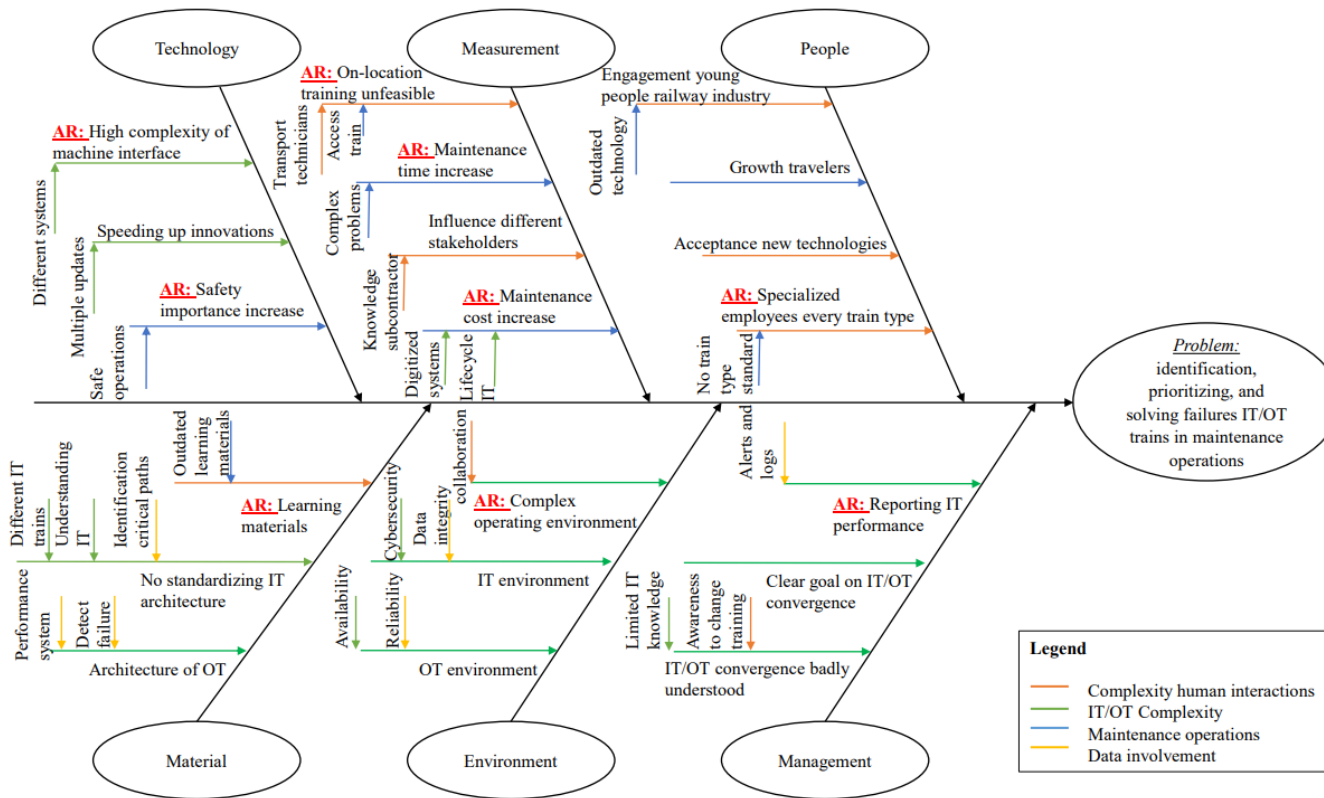 Technology
Measurement
People
AR: High complexity of
machine interface
Different systems
Speeding up innovations
Multiple updates
AR: Safety
importance increase
Safe
operations
AR: On-location
training unfeasible
Transport
technicians
Access
train
AR: Maintenance
time increase
Complex
problems
Influence different
stakeholders
Knowledge
subcontractor
AR: Maintenance
cost increase
Digitized
systems
Lifecycle
IT
Engagement young
people railway industry
Outdated
technology
Growth travelers
Acceptance new technologies
AR: Specialized
employees every train type
No train
type
standard
Problem:
identification,
prioritizing, and
solving failures IT/OT
trains in maintenance
operations
Outdated
learning
materials
AR: Learning
materials
Different IT
trains
Understanding
IT
Identification
critical paths
No standardizing IT
architecture
Performance
system
Detect
failure
Architecture of OT
collaboration
AR: Complex
operating environment
Cybersecurity
Data
integrity
IT environment
Availability
Reliability
OT environment
Alerts and
logs
AR: Reporting IT
performance
Clear goal on IT/OT
convergence
Limited IT
knowledge
Awareness
to change
training
IT/OT convergence badly
understood
Material
Environment
Management
Legend
Complexity human interactions
IT/OT Complexity
Maintenance operations
Data involvement